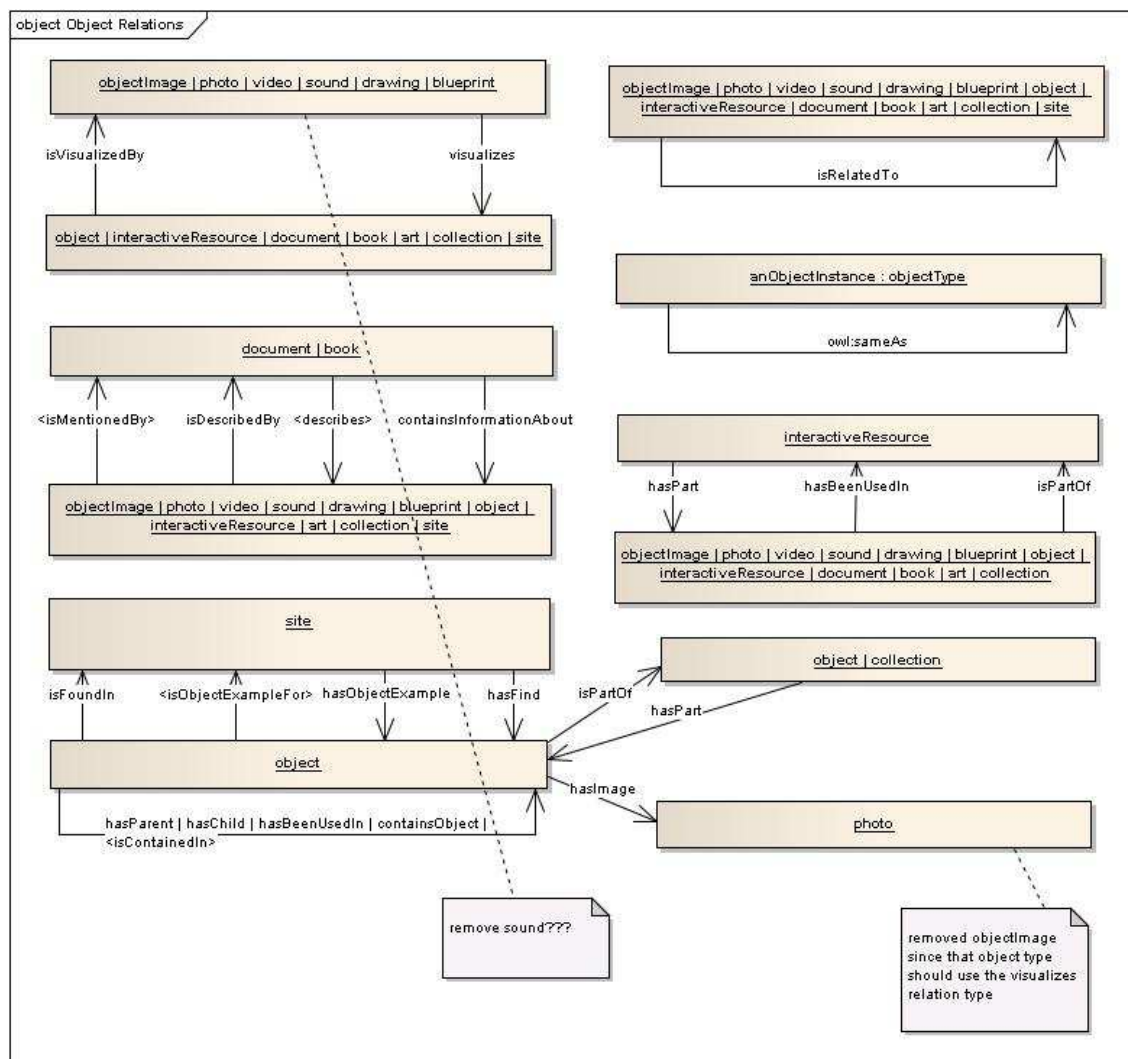 object Object Relations
objectImage | photo | video | sound | drawing | blueprint
isVisualizedBy
visualizes
object | interactiveResource | document | book | art | collection | site
document | book
<isMentionedBy>
isDescribedBy
<describes>
containsInformationAbout
objectImage | photo | video | sound | drawing | blueprint | object |
interactiveResource | art | collection | site
site
isFoundIn
<isObjectExampleFor>
hasObjectExample
hasFind
object
hasParent | hasChild | hasBeenUsedIn | containsObject |
<isContainedIn>
objectImage | photo | video | sound | drawing | blueprint | object |
interactiveResource | document | book | art | collection | site
isRelatedTo
anObjectInstance : objectType
owl:sameAs
interactiveResource
hasPart
hasBeenUsedIn
isPartOf
objectImage | photo | video | sound | drawing | blueprint | object |
interactiveResource | document | book | art | collection
object | collection
isPartOf
hasPart
hasImage
photo
remove sound???
removed objectImage
since that object type
should use the visualizes
relation type